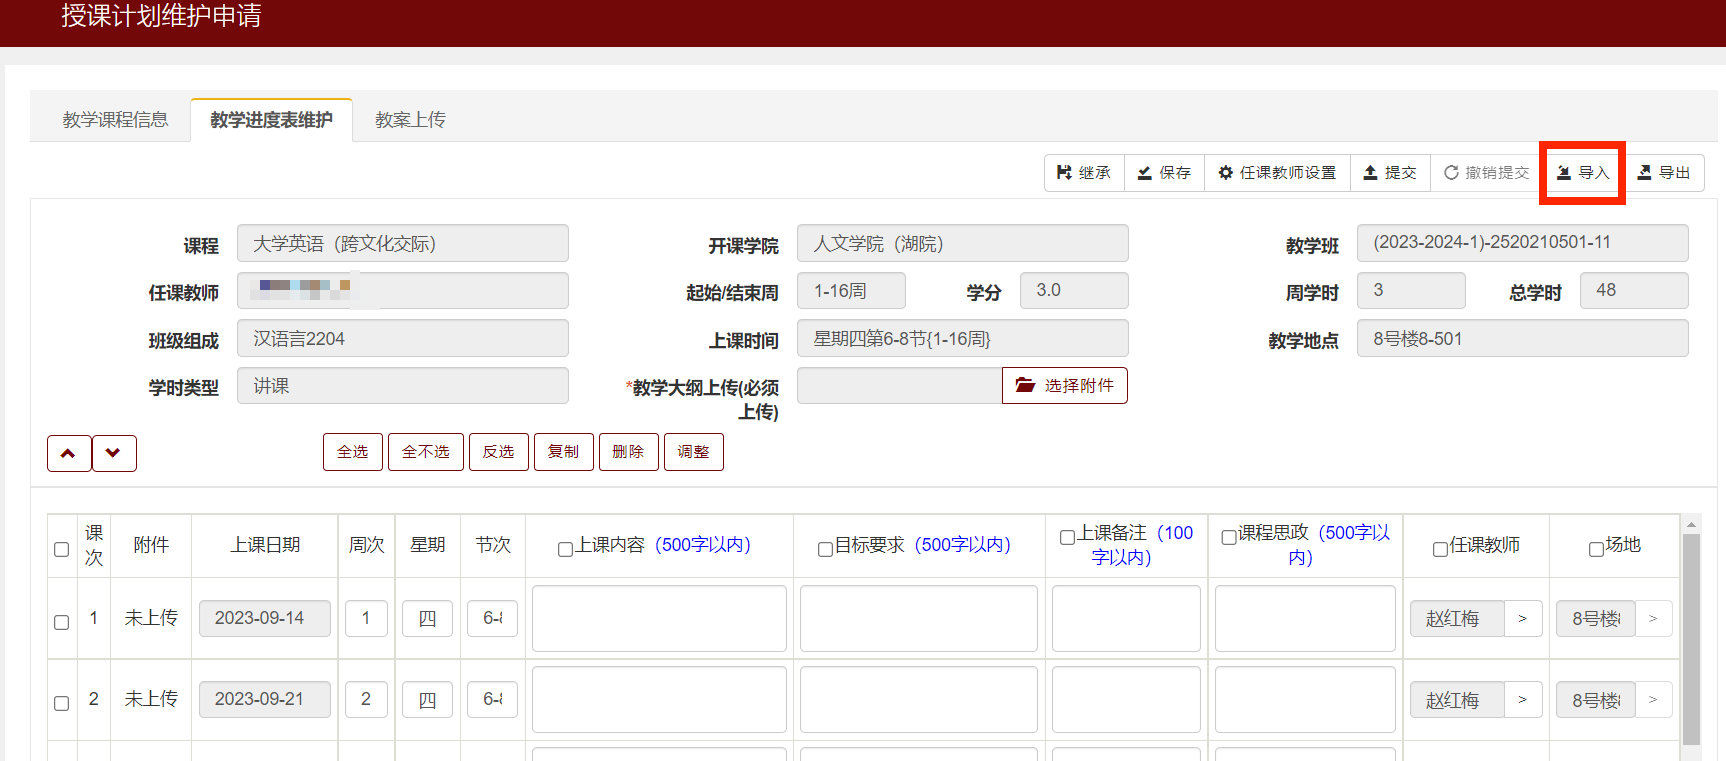 授课计划维护申请
教学课程信息 教学进度表维护 教案上传
继承 保存 任课教师设置 提交 撤销提交 导入 导出
课程 大学英语（跨文化交际） 开课学院 人文学院（湖院） 教学班 (2023-2024-1)-2520210501-11
任课教师 起始/结束周 1-16周 学分 3.0 周学时 3 总学时 48
班级组成 汉语言2204 上课时间 星期四第6-8节{1-16周} 教学地点 8号楼8-501
学时类型 讲课 *教学大纲上传(必须上传) 选择附件
全选 全不选 反选 复制 删除 调整
课次 附件 上课日期 周次 星期 节次 上课内容（500字以内） 目标要求（500字以内） 上课备注（100字以内） 课程思政（500字以内） 任课教师 场地
1 未上传 2023-09-14 1 四 6- 赵红梅 > 8号楼 >
2 未上传 2023-09-21 2 四 6- 赵红梅 > 8号楼 >